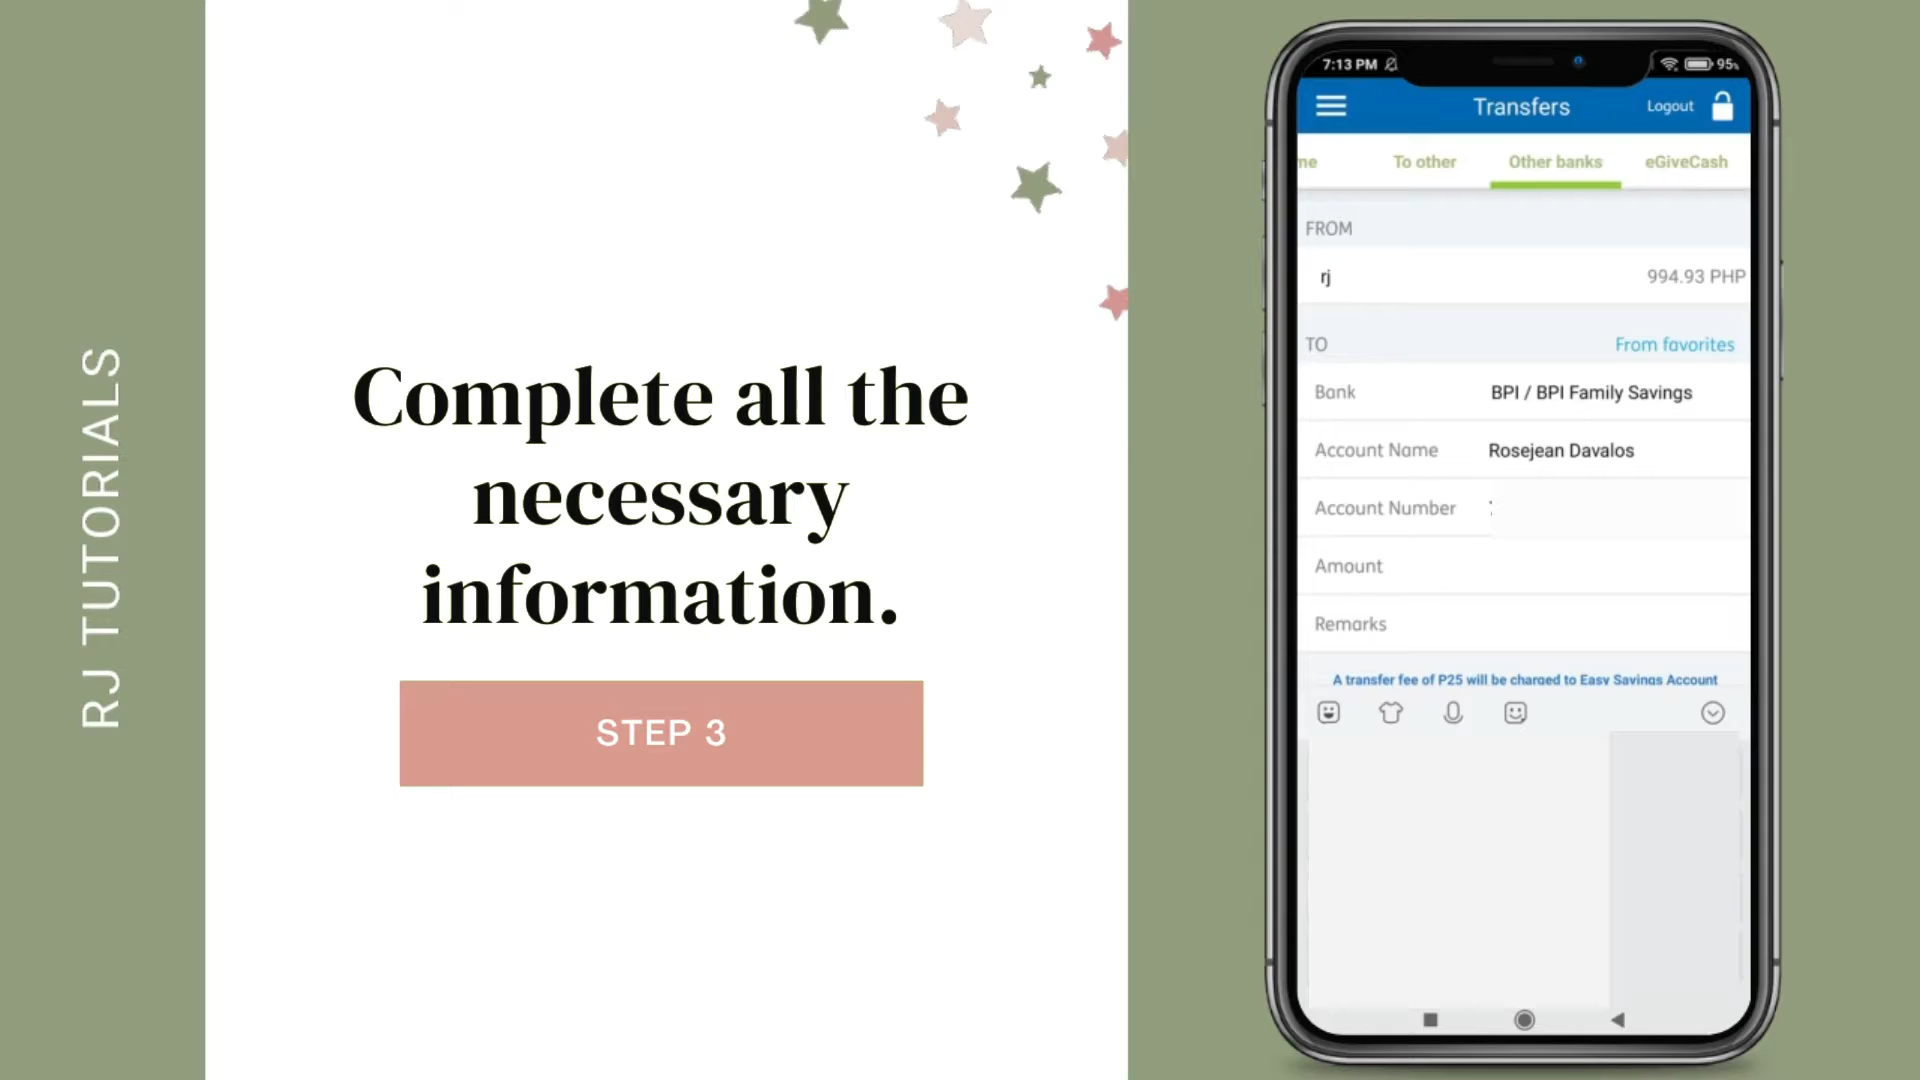 RJ TUTORIALS
Complete all the
necessary
information.
STEP 3
7:13 PM 95%
Transfers Logout
me To other Other banks eGiveCash
FROM
rj 994.93 PHP
TO From favorites
Bank BPI / BPI Family Savings
Account Name Rosejean Davalos
Account Number
Amount
Remarks
A transfer fee of P25 will be charged to Easy Savings Account